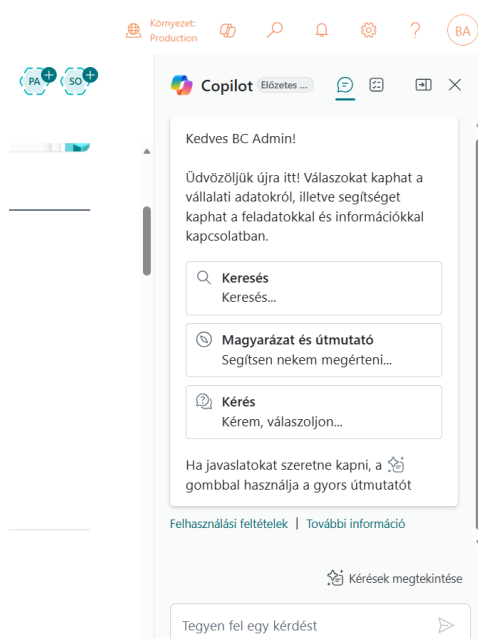 Környezet:
Production
BA
PA
SO
Copilot
Előzetes ...
Kedves BC Admin!
Üdvözöljük újra itt! Válaszokat kaphat a
vállalati adatokról, illetve segítséget
kaphat a feladatokkal és információkkal
kapcsolatban.
Keresés
Keresés...
Magyarázat és útmutató
Segítsen nekem megérteni...
Kérés
Kérem, válaszoljon...
Ha javaslatokat szeretne kapni, a
gombbal használja a gyors útmutatót
Felhasználási feltételek | További információ
Kérések megtekintése
Tegyen fel egy kérdést